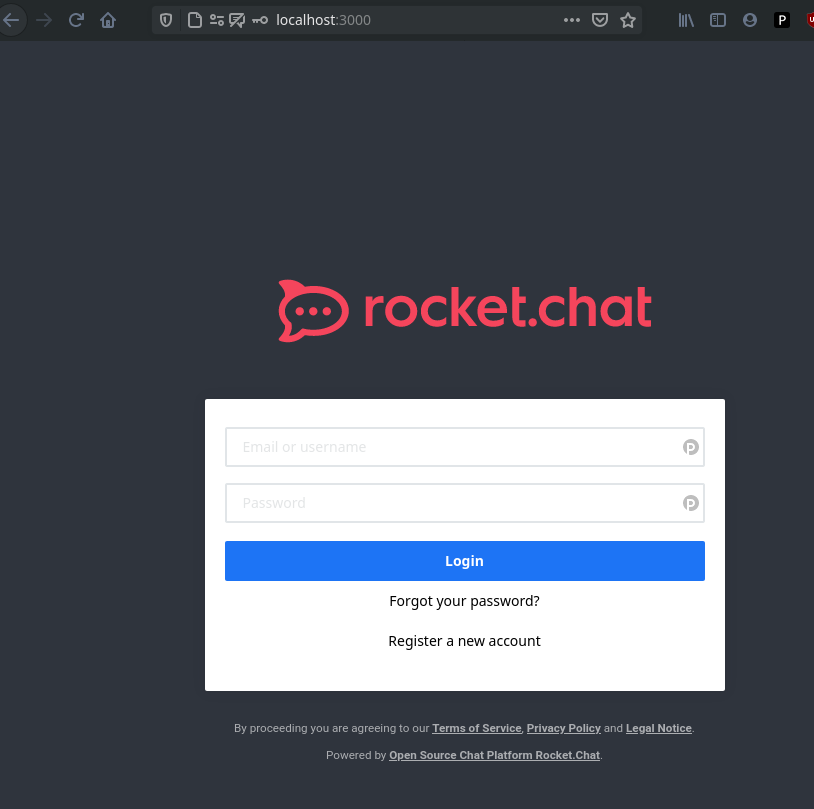 localhost:3000
P
rocket.chat
Email or username
Password
Login
Forgot your password?
Register a new account
By proceeding you are agreeing to our Terms of Service, Privacy Policy and Legal Notice.
Powered by Open Source Chat Platform Rocket.Chat.